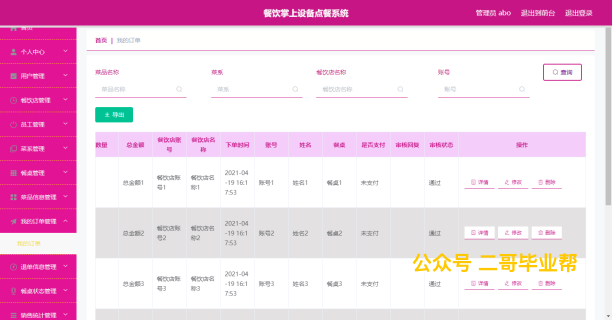 餐饮掌上设备点餐系统
管理员 abo 退出到前台 退出登录
首页
个人中心
用户管理
餐饮店管理
员工管理
菜系管理
餐桌管理
菜品信息管理
我的订单管理
我的订单
退单信息管理
餐桌状态管理
销售统计管理
首页 | 我的订单
菜品名称 菜系 餐饮店名称 账号
菜品名称 菜系 餐饮店名称 账号 查询
导出
数量 总金额 餐饮店账号 餐饮店名称 下单时间 账号 姓名 餐桌 是否支付 审核回复 审核状态 操作
总金额1 餐饮店账号1 餐饮店名称1 2021-04-19 16:17:53 账号1 姓名1 餐桌1 未支付 通过 详情 修改 删除
总金额2 餐饮店账号2 餐饮店名称2 2021-04-19 16:17:53 账号2 姓名2 餐桌2 未支付 通过 详情 修改 删除
总金额3 餐饮店账号3 餐饮店名称3 2021-04-19 16:17:53 账号3 姓名3 餐桌3 未支付 通过 详情 修改 删除
公众号 二哥毕业帮